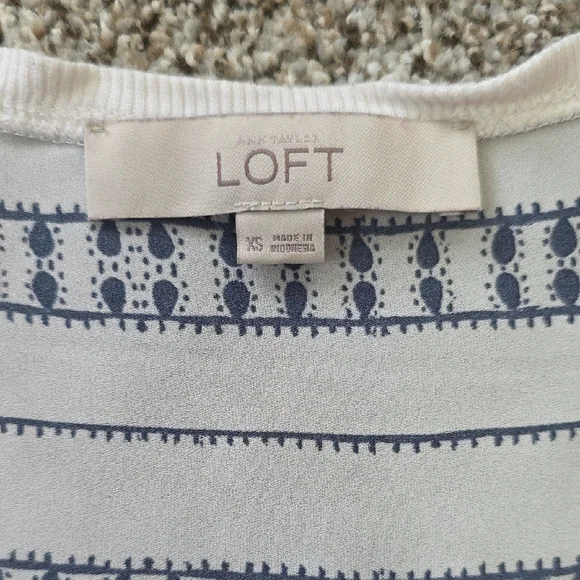 ANN TAYLOR
LOFT
XS
MADE IN
INDONESIA